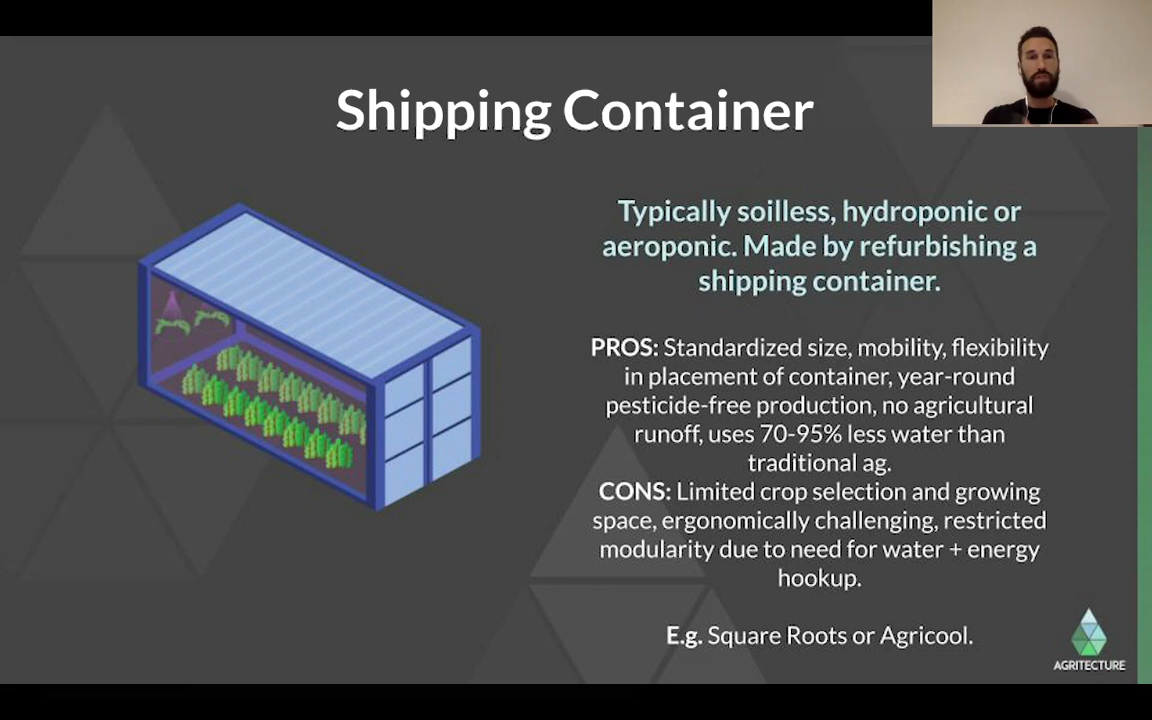 Shipping Container
Typically soilless, hydroponic or
aeroponic. Made by refurbishing a
shipping container.
PROS: Standardized size, mobility, flexibility
in placement of container, year-round
pesticide-free production, no agricultural
runoff, uses 70-95% less water than
traditional ag.
CONS: Limited crop selection and growing
space, ergonomically challenging, restricted
modularity due to need for water + energy
hookup.
E.g. Square Roots or Agricool.
AGRITECTURE